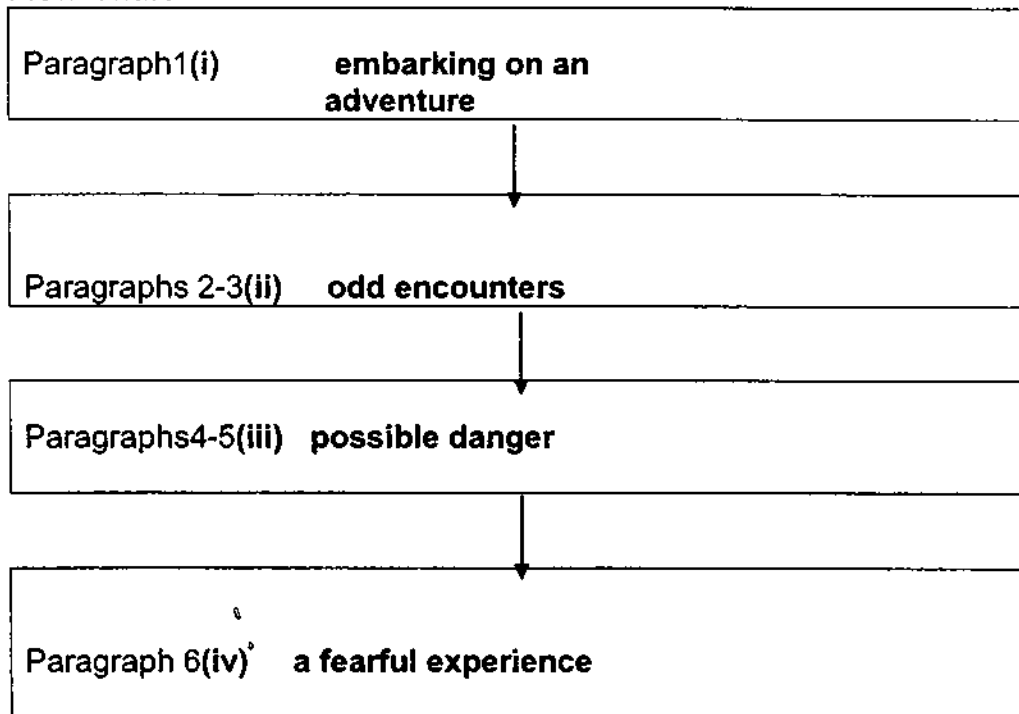 Paragraph1(i) embarking on an
adventure
Paragraphs 2-3(ii) odd encounters
Paragraphs4-5(iii) possible danger
Paragraph 6(iv) a fearful experience